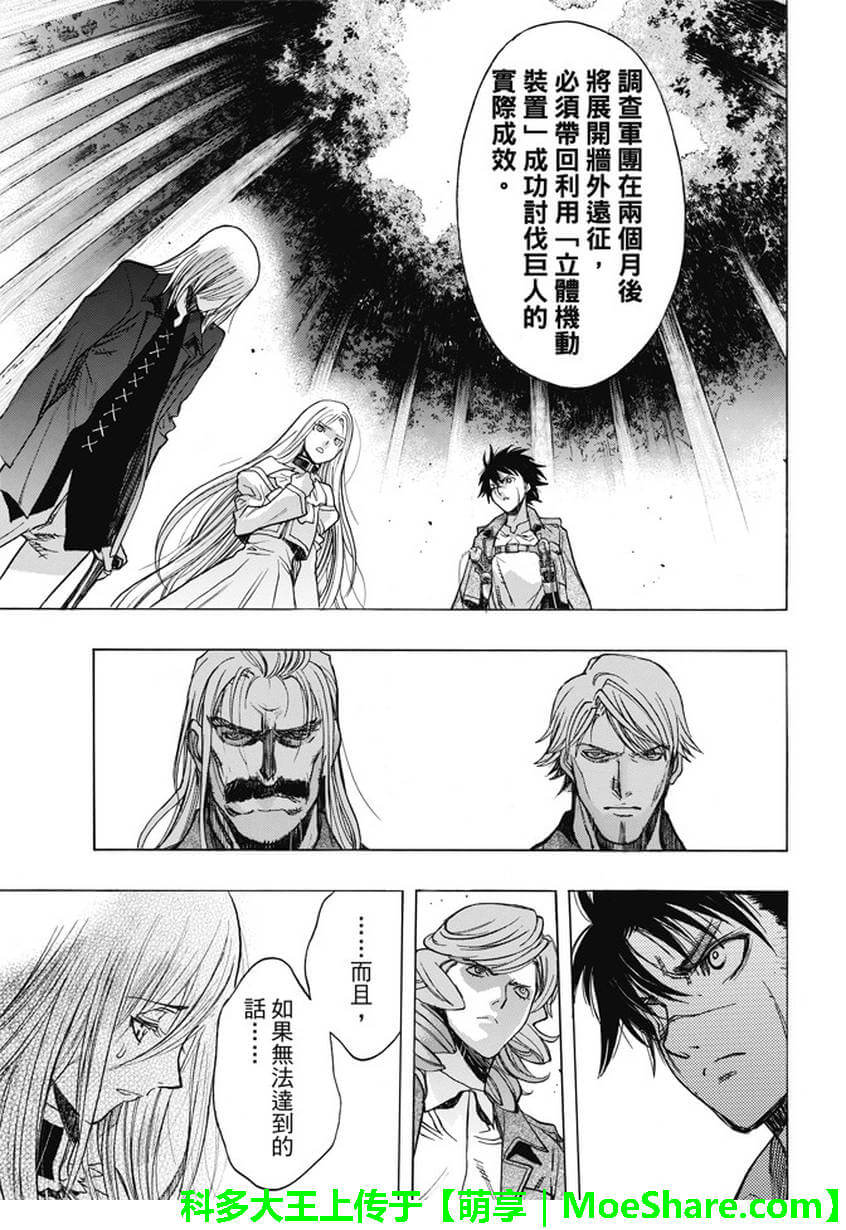 調查軍團在兩個月後
將展開牆外遠征，
必須帶回利用「立體機動
裝置」成功討伐巨人的
實際成效。
……而且，
如果無法達到的
話……
科多大王上传于【萌享｜MoeShare.com】